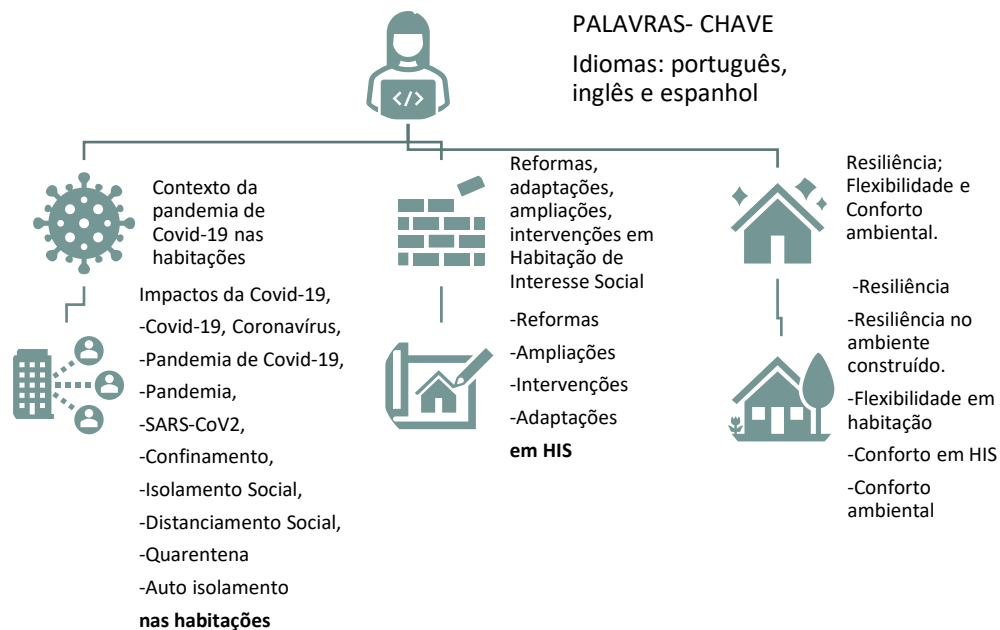 PALAVRAS- CHAVE
Idiomas: português,
inglês e espanhol
Contexto da
pandemia de
Covid-19 nas
habitações
Impactos da Covid-19,
-Covid-19, Coronavírus,
-Pandemia de Covid-19,
-Pandemia,
-SARS-CoV2,
-Confinamento,
-Isolamento Social,
-Distanciamento Social,
-Quarentena
-Auto isolamento
nas habitações
Reformas,
adaptações,
ampliações,
intervenções em
Habitação de
Interesse Social
-Reformas
-Ampliações
-Intervenções
-Adaptações
em HIS
Resiliência;
Flexibilidade e
Conforto
ambiental.
-Resiliência
-Resiliência no
ambiente
construído.
-Flexibilidade em
habitação
-Conforto em HIS
-Conforto
ambiental